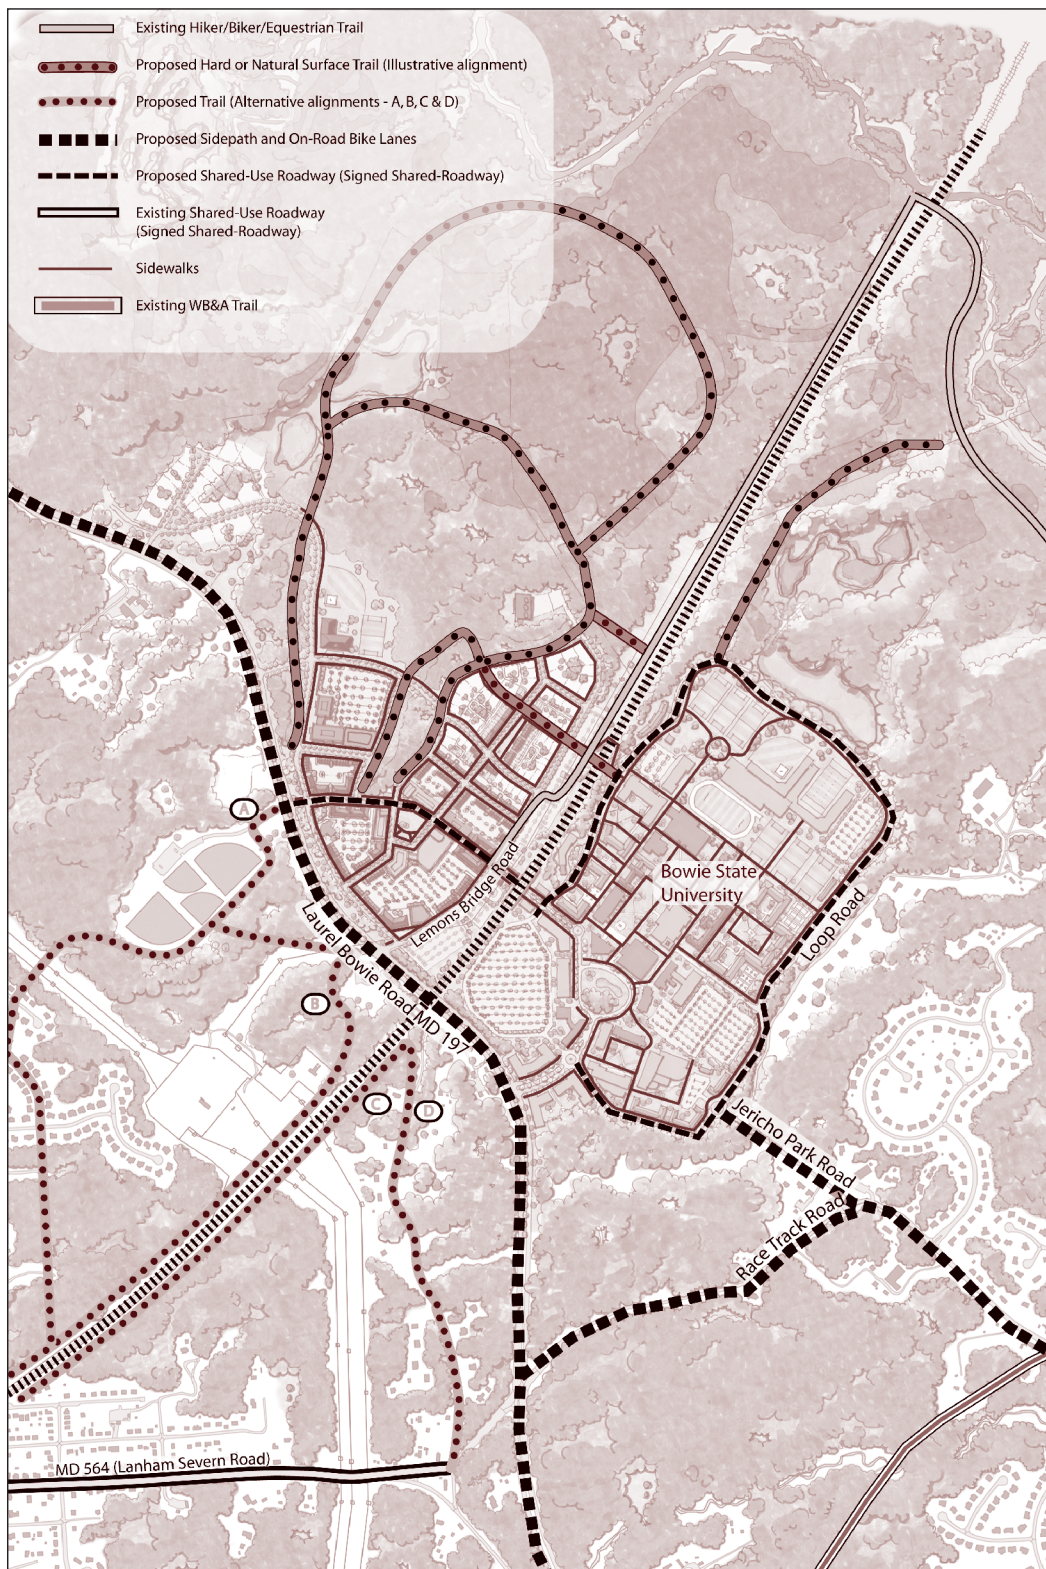 Existing Hiker/Biker/Equestrian Trail
Proposed Hard or Natural Surface Trail (Illustrative alignment)
Proposed Trail (Alternative alignments - A, B, C & D)
Proposed Sidepath and On-Road Bike Lanes
Proposed Shared-Use Roadway (Signed Shared-Roadway)
Existing Shared-Use Roadway
(Signed Shared-Roadway)
Sidewalks
Existing WB&A Trail
A
Lemons Bridge Road
Bowie State
University
Loop Road
Laurel Bowie Road MD 197
B
C
D
Jericho Park Road
Race Track Road
MD 564 (Lanham Severn Road)